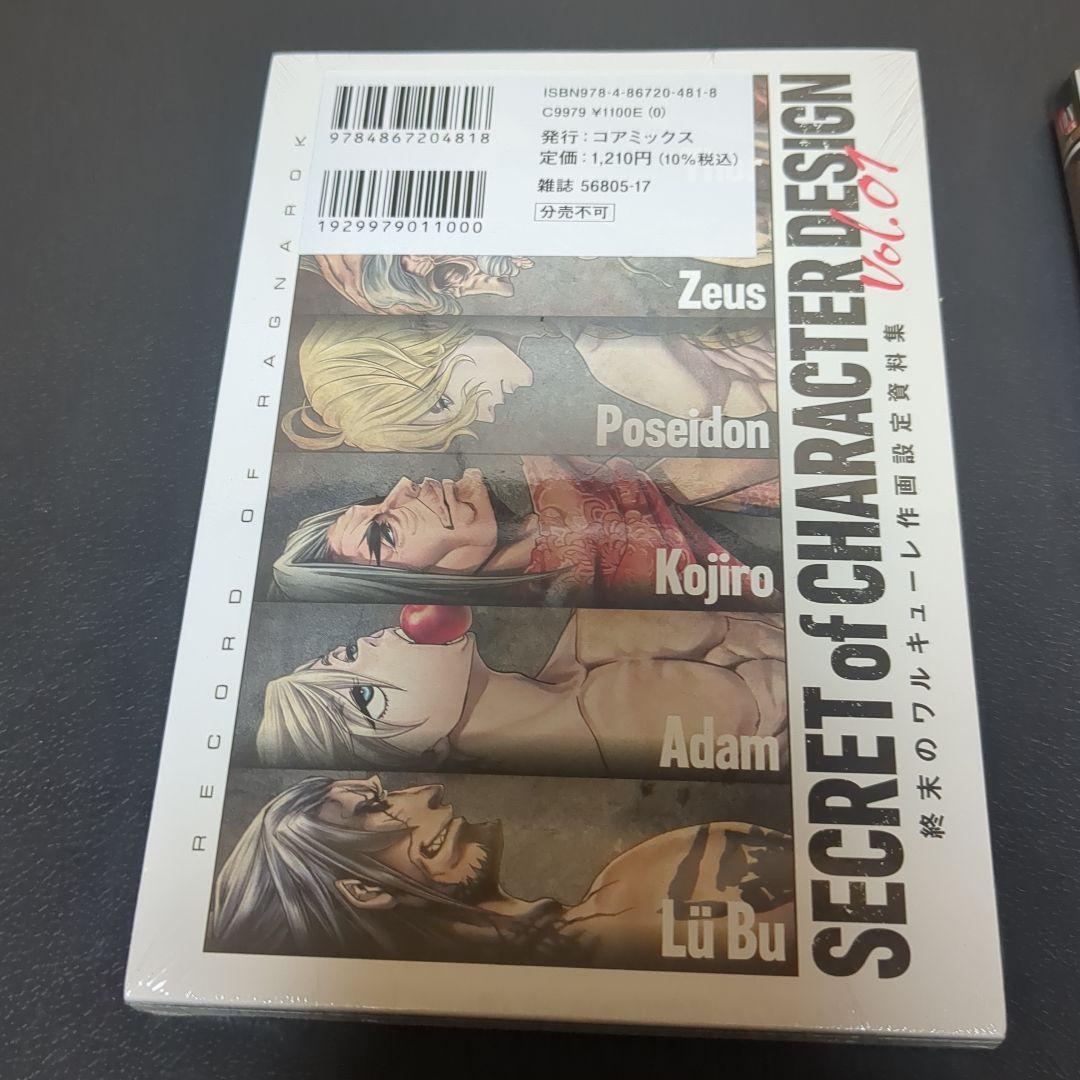 9784867204818
1929979011000
ISBN978-4-86720-481-8
C9979 ¥1100E (0)
発行：コアミックス
定価：1,210円 (10%税込)
雑誌 56805-17
分売不可
RECORD OF RAGNAROK
Thor
Zeus
Poseidon
Kojiro
Adam
Lü Bu
SECRET of CHARACTER DESIGN
Vol.01
終末のワルキューレ作画設定資料集